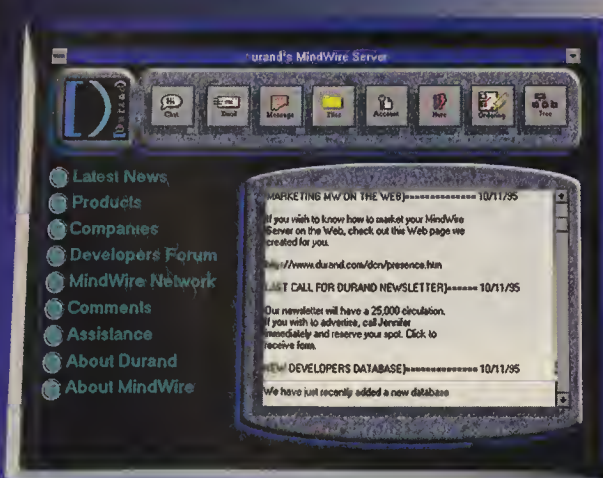 urand's MindWire Server
Durand
Hi
Chat
Email
Message
Files
Account
More
Ordering
Tree
Latest News
Products
Companies
Developers Forum
MindWire Network
Comments
Assistance
About Durand
About MindWire
MARKETING MW ON THE WEB]============ 10/11/95
If you wish to know how to market your MindWire
Server on the Web, check out this Web page we
created for you.
http://www.durand.com/dcn/presence.htm
LAST CALL FOR DURAND NEWSLETTER]====== 10/11/95
Our newsletter will have a 25,000 circulation.
If you with to advertise, call Jennifer
immediately and reserve your spot. Click to
receive form.
NEW DEVELOPERS DATABASE]========= 10/11/95
We have just recently added a new database